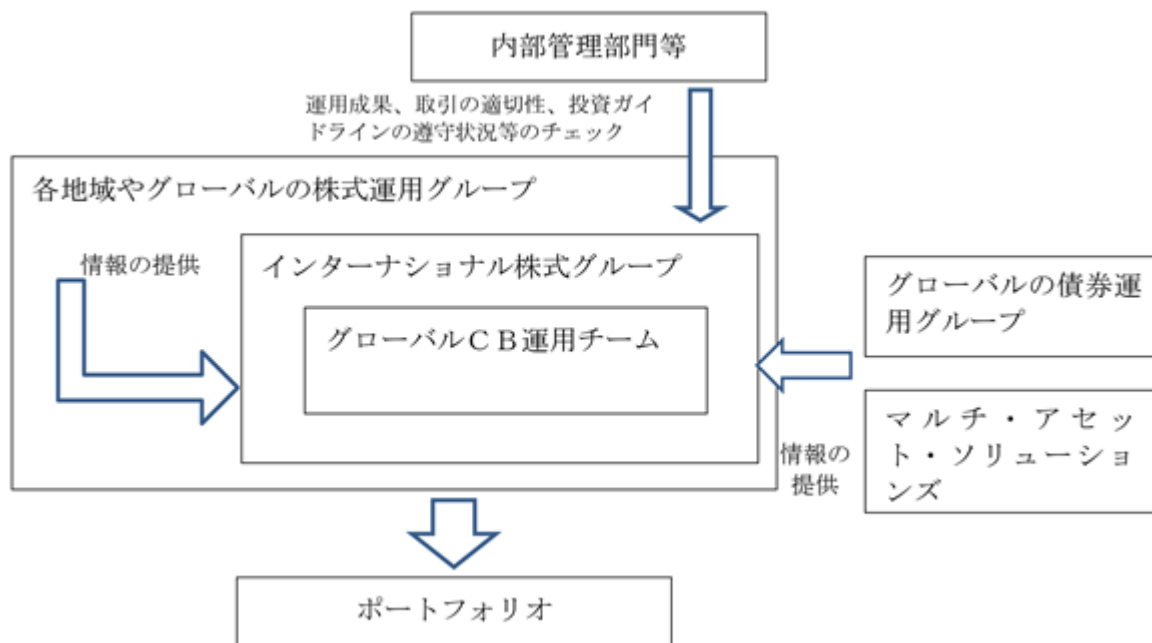 内部管理部門等
運用成果、取引の適切性、投資ガイ
ドラインの遵守状況等のチェック
各地域やグローバルの株式運用グループ
情報の提供
インターナショナル株式グループ
グローバルＣＢ運用チーム
グローバルの債券運
用グループ
マルチ・アセッ
ト・ソリューショ
ンズ
情報の
提供
ポートフォリオ